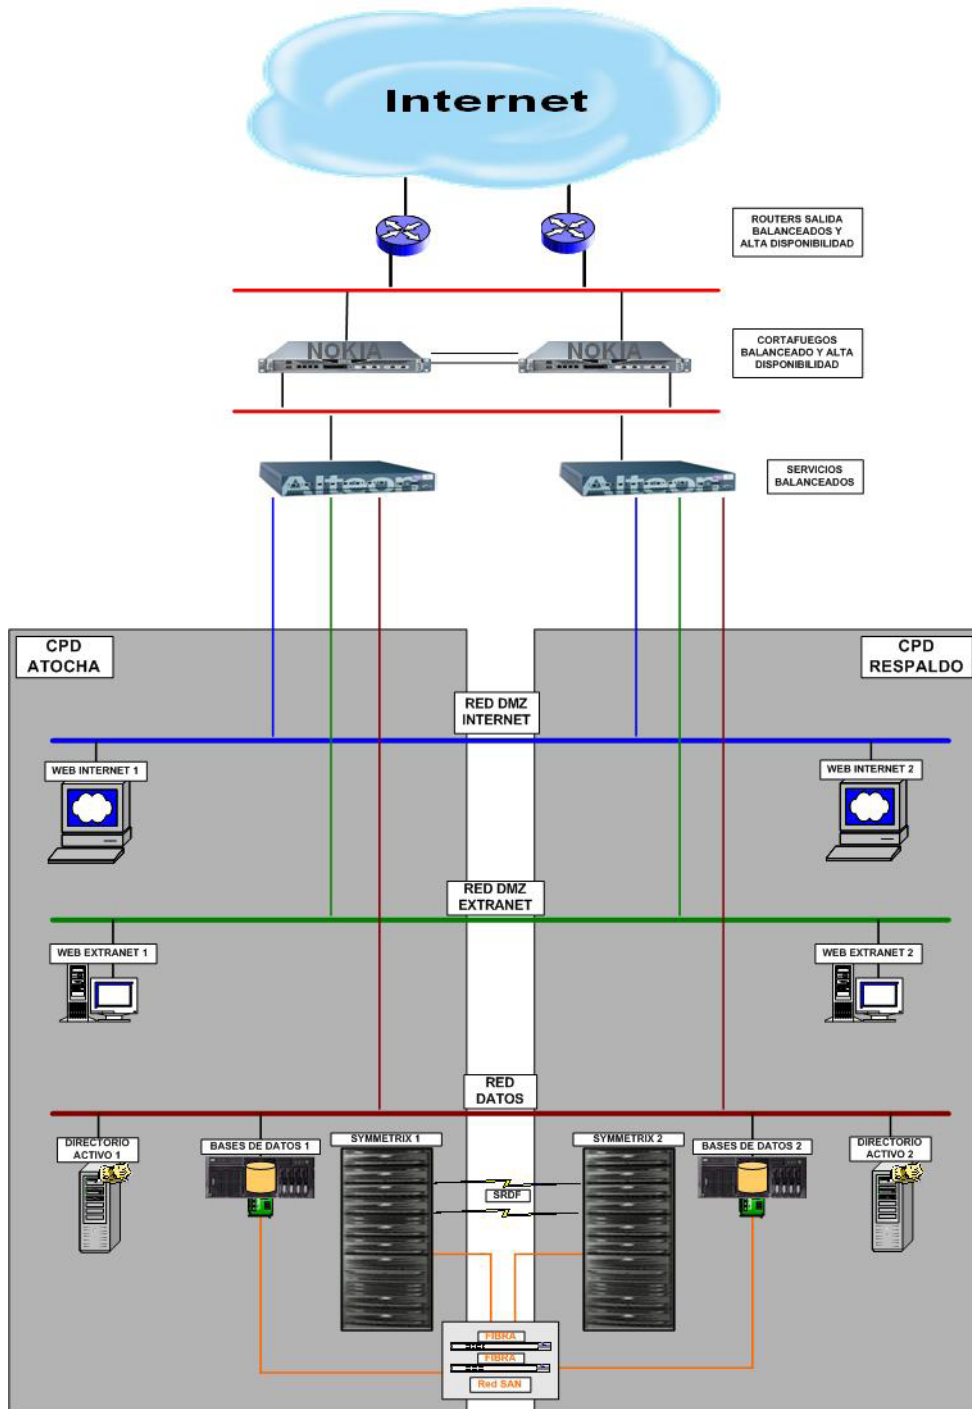 Internet
ROUTERS SALIDA
BALANCEADOS Y
ALTA DISPONIBILIDAD
NOKIA
NOKIA
CORTAFUEGOS
BALANCEADO Y ALTA
DISPONIBILIDAD
Alteon
Alteon
SERVICIOS
BALANCEADOS
CPD
ATOCHA
CPD
RESPALDO
RED DMZ
INTERNET
WEB INTERNET 1
WEB INTERNET 2
RED DMZ
EXTRANET
WEB EXTRANET 1
WEB EXTRANET 2
RED
DATOS
DIRECTORIO
ACTIVO 1
BASES DE DATOS 1
SYMMETRIX 1
SYMMETRIX 2
BASES DE DATOS 2
DIRECTORIO
ACTIVO 2
SRDF
FIBRA
FIBRA
Red SAN